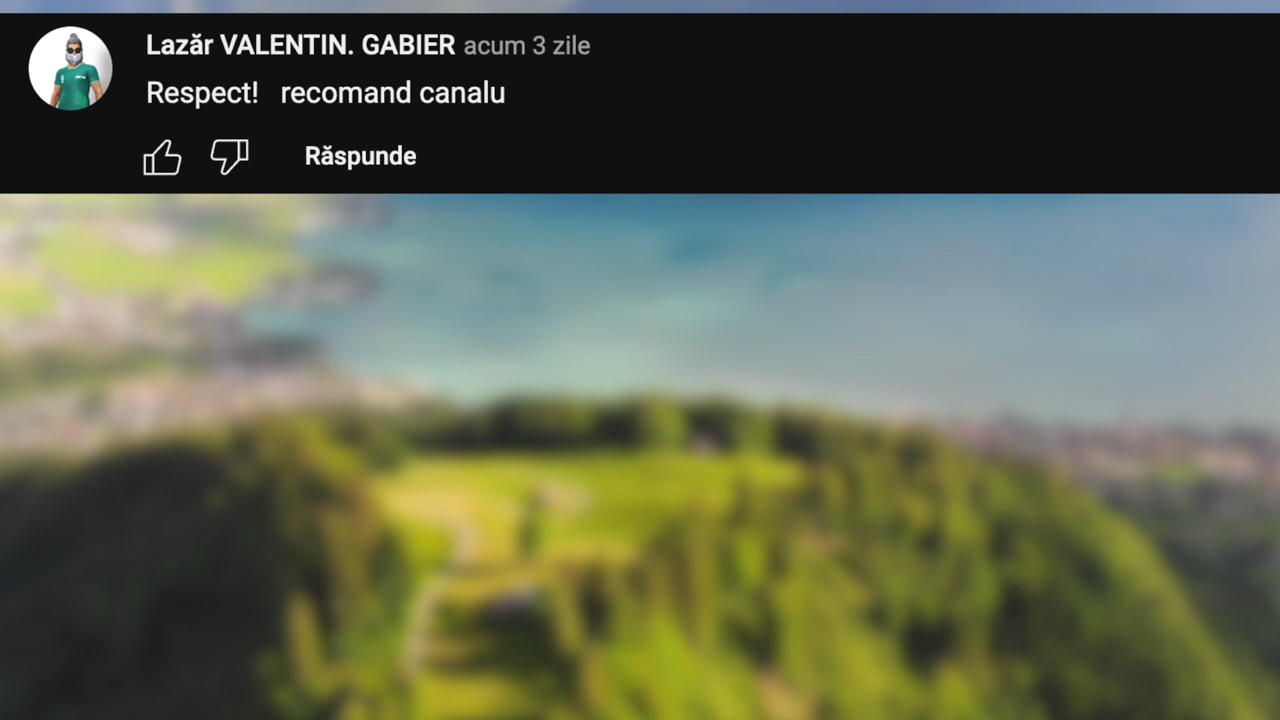 Lazăr VALENTIN. GABIER acum 3 zile
Respect! recomand canalu
Răspunde